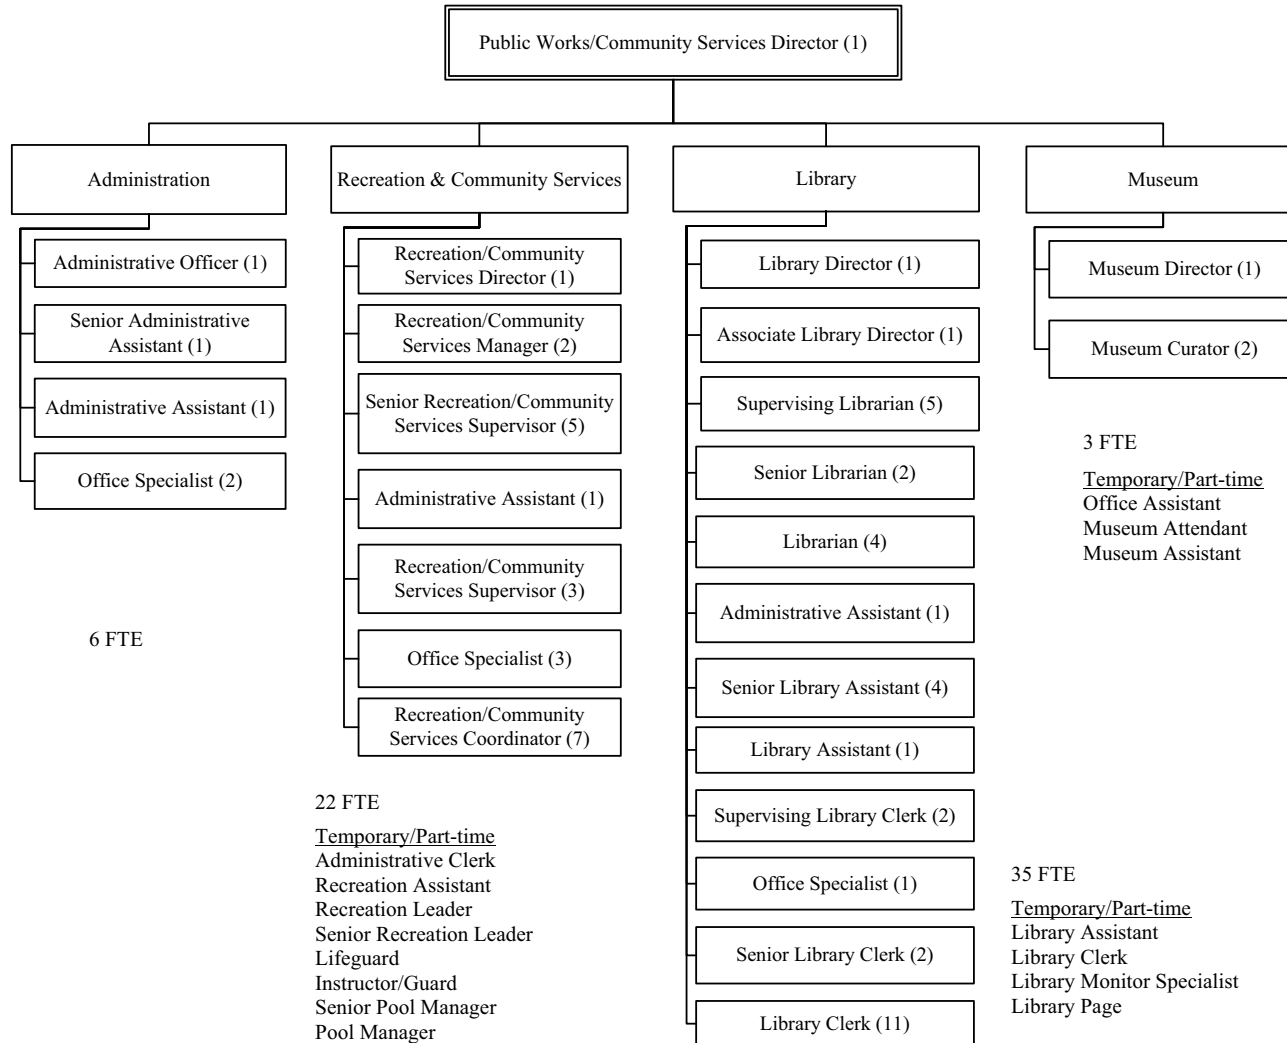 Public Works/Community Services Director (1)
Administration
Administrative Officer (1)
Senior Administrative
Assistant (1)
Administrative Assistant (1)
Office Specialist (2)
6 FTE
Recreation & Community Services
Recreation/Community
Services Director (1)
Recreation/Community
Services Manager (2)
Senior Recreation/Community
Services Supervisor (5)
Administrative Assistant (1)
Recreation/Community
Services Supervisor (3)
Office Specialist (3)
Recreation/Community
Services Coordinator (7)
22 FTE
Temporary/Part-time
Administrative Clerk
Recreation Assistant
Recreation Leader
Senior Recreation Leader
Lifeguard
Instructor/Guard
Senior Pool Manager
Pool Manager
Library
Library Director (1)
Associate Library Director (1)
Supervising Librarian (5)
Senior Librarian (2)
Librarian (4)
Administrative Assistant (1)
Senior Library Assistant (4)
Library Assistant (1)
Supervising Library Clerk (2)
Office Specialist (1)
Senior Library Clerk (2)
Library Clerk (11)
35 FTE
Temporary/Part-time
Library Assistant
Library Clerk
Library Monitor Specialist
Library Page
Museum
Museum Director (1)
Museum Curator (2)
3 FTE
Temporary/Part-time
Office Assistant
Museum Attendant
Museum Assistant